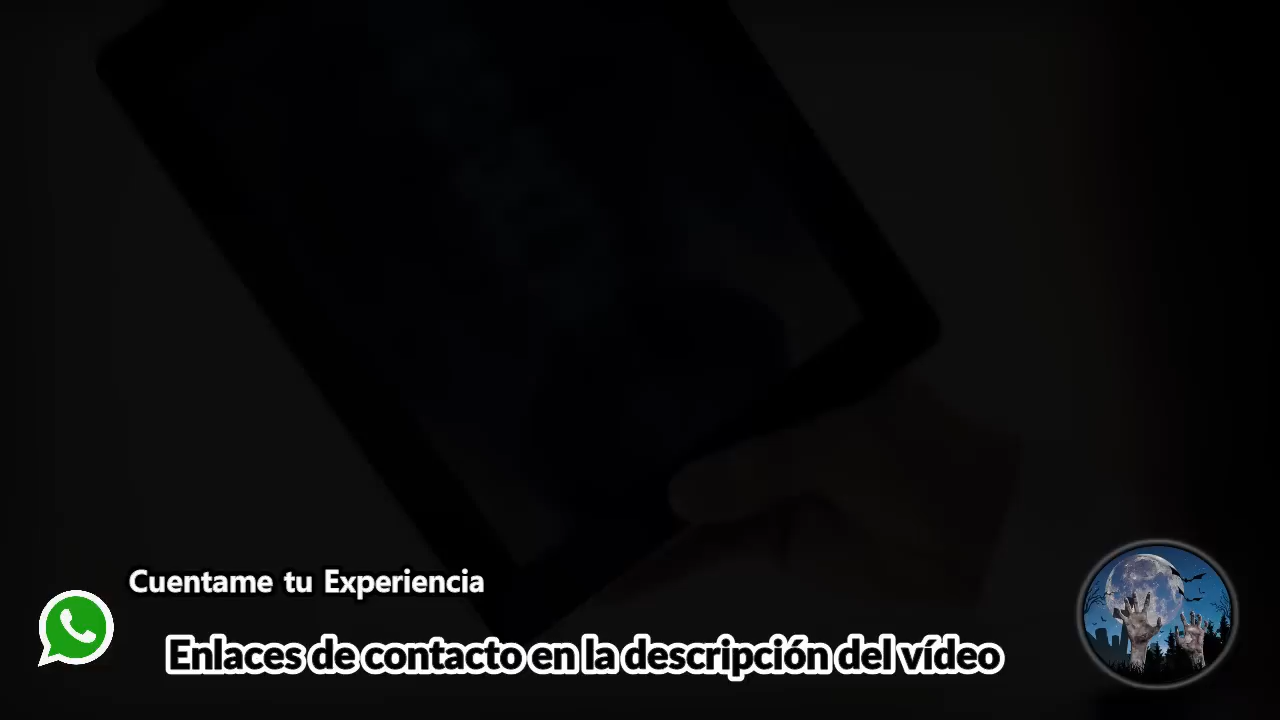 Cuentame tu Experiencia
Enlaces de contacto en la descripción del vídeo